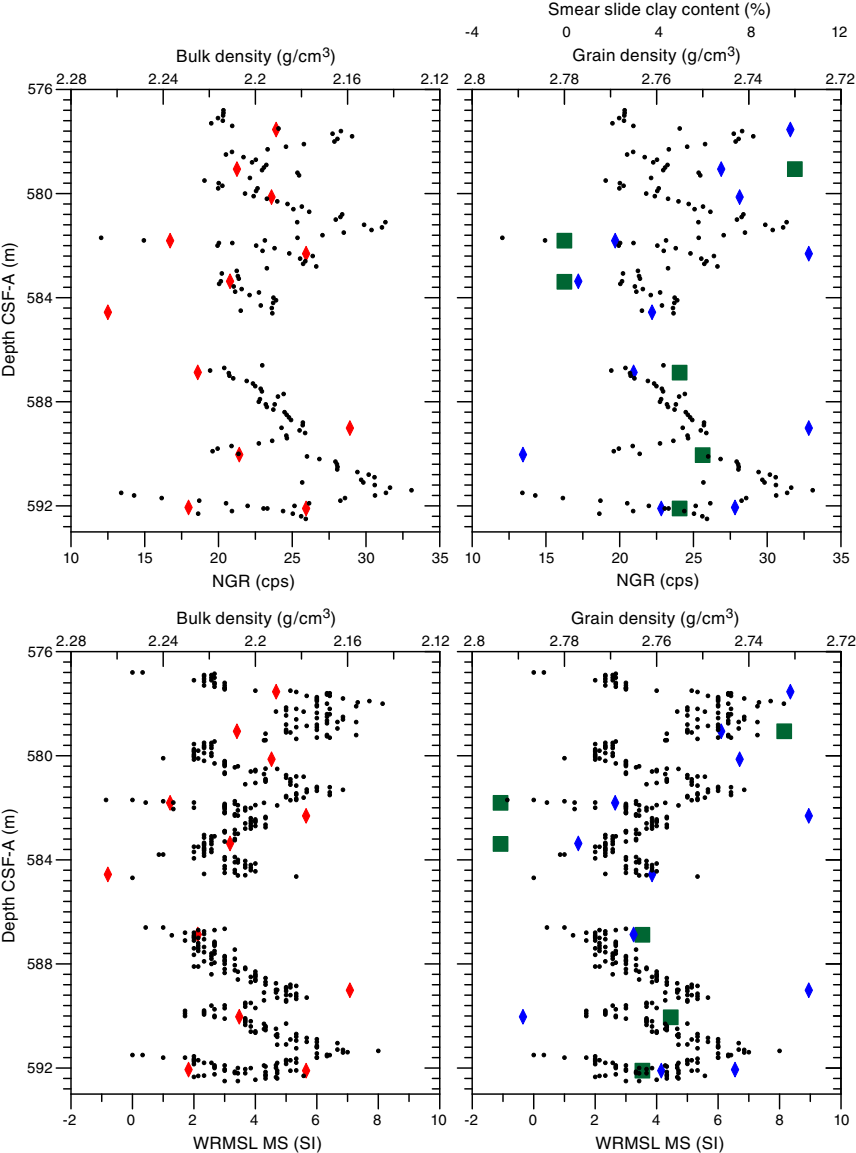 Smear slide clay content (%)
-4 0 4 8 12
Bulk density (g/cm3)
Grain density (g/cm3)
2.28 2.24 2.2 2.16 2.12
2.8 2.78 2.76 2.74 2.72
576
580
584
588
592
Depth CSF-A (m)
10 15 20 25 30 35
10 15 20 25 30 35
NGR (cps)
NGR (cps)
Bulk density (g/cm3)
Grain density (g/cm3)
2.28 2.24 2.2 2.16 2.12
2.8 2.78 2.76 2.74 2.72
576
580
584
588
592
Depth CSF-A (m)
-2 0 2 4 6 8 10
-2 0 2 4 6 8 10
WRMSL MS (SI)
WRMSL MS (SI)